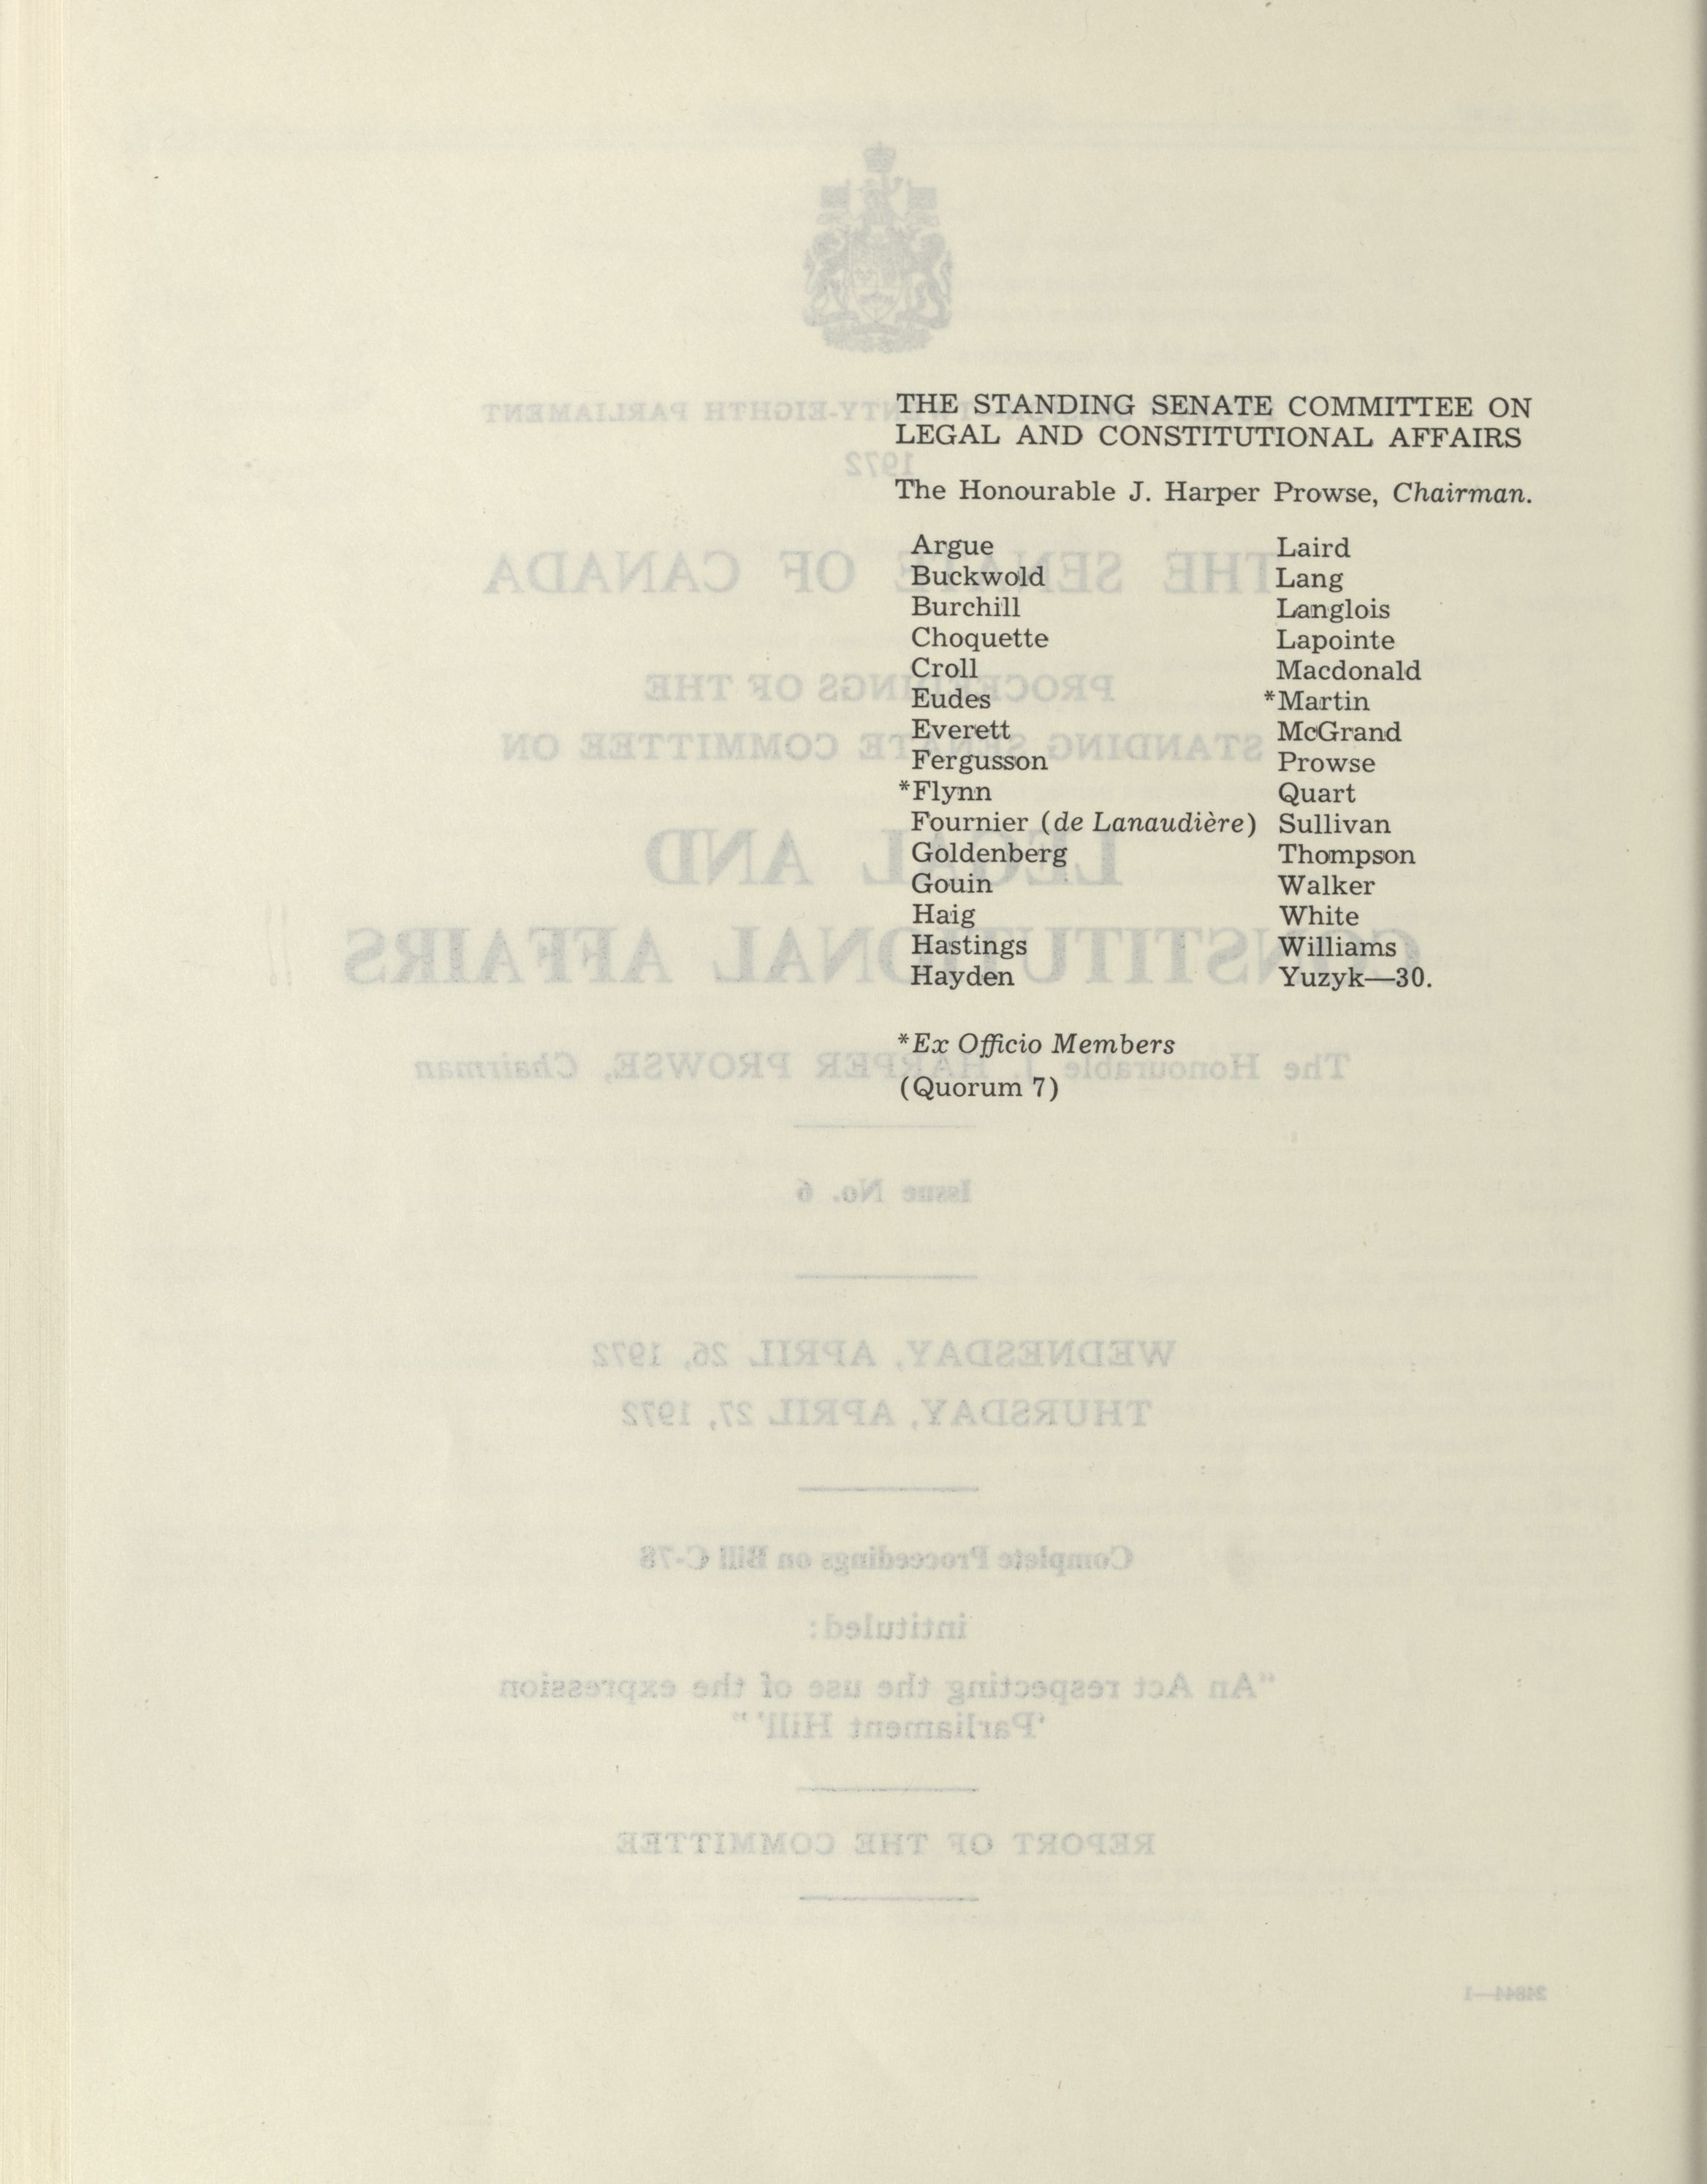 THE STANDING SENATE COMMITTEE ON
LEGAL AND CONSTITUTIONAL AFFAIRS
The Honourable J. Harper Prowse, Chairman.
Argue
Buckwold
Burchill
Choquette
Croll
Eudes
Everett
Fergusson
*Flynn
Fournier (de Lanaudière)
Goldenberg
Gouin
Haig
Hastings
Hayden
Laird
Lang
Langlois
Lapointe
Macdonald
*Martin
McGrand
Prowse
Quart
Sullivan
Thompson
Walker
White
Williams
Yuzyk—30.
*Ex Officio Members
(Quorum 7)